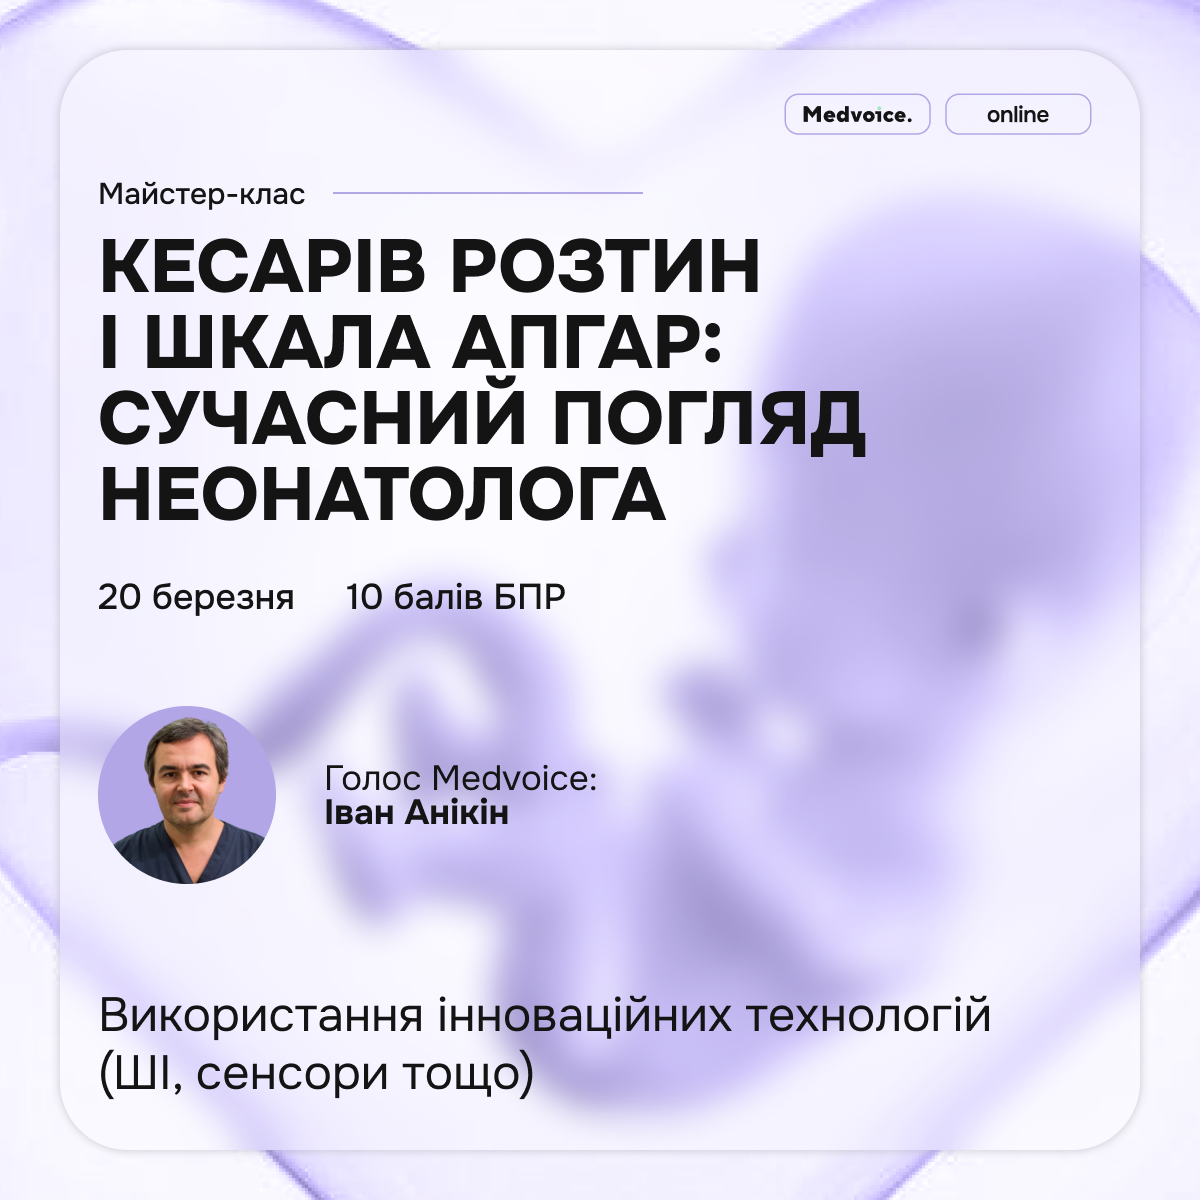 Medvoice.
online
Майстер-клас
КЕСАРІВ РОЗТИН
І ШКАЛА АПГАР:
СУЧАСНИЙ ПОГЛЯД
НЕОНАТОЛОГА
20 березня 10 балів БПР
Голос Medvoice:
Іван Анікін
Використання інноваційних технологій
(ШІ, сенсори тощо)